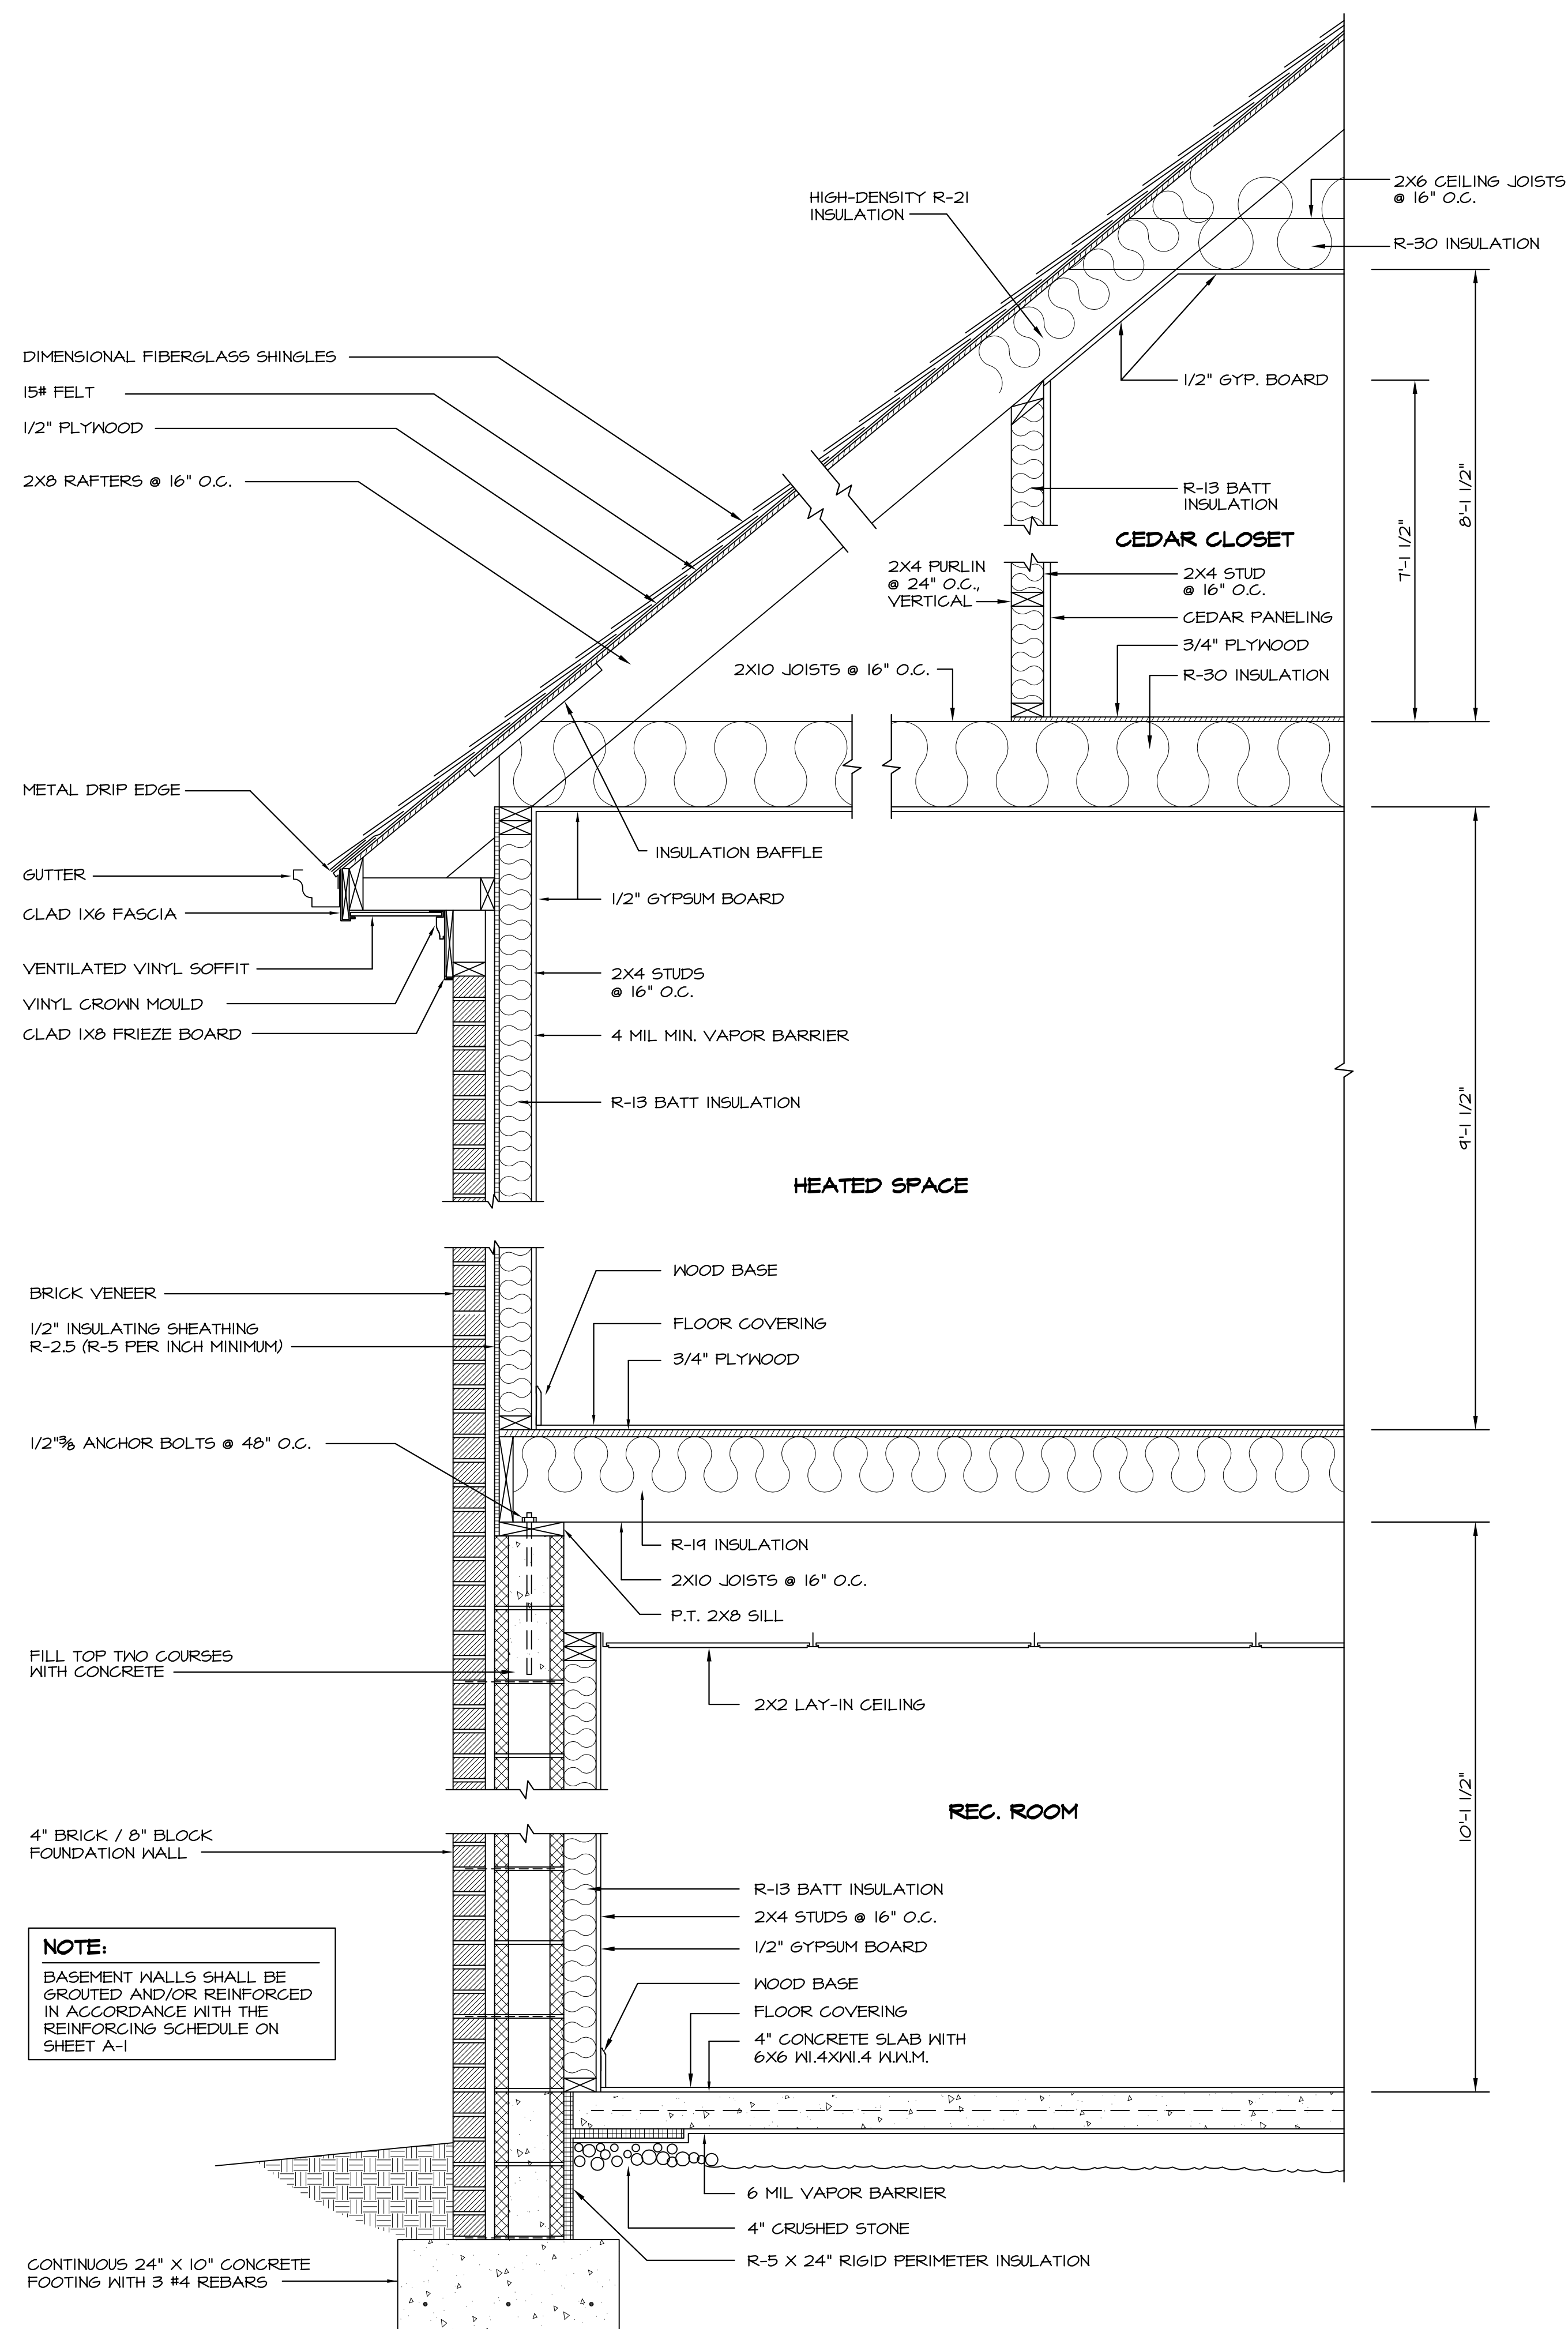 2X6 CEILING JOISTS
@ 16" O.C.
HIGH-DENSITY R-21
INSULATION
R-30 INSULATION
DIMENSIONAL FIBERGLASS SHINGLES
15# FELT
1/2" PLYWOOD
2X8 RAFTERS @ 16" O.C.
1/2" GYP. BOARD
R-13 BATT
INSULATION
CEDAR CLOSET
8'-1 1/2"
7'-1 1/2"
2X4 PURLIN
@ 24" O.C.,
VERTICAL
2X4 STUD
@ 16" O.C.
CEDAR PANELING
3/4" PLYWOOD
2X10 JOISTS @ 16" O.C.
R-30 INSULATION
METAL DRIP EDGE
GUTTER
CLAD 1X6 FASCIA
VENTILATED VINYL SOFFIT
VINYL CROWN MOULD
CLAD 1X8 FRIEZE BOARD
INSULATION BAFFLE
1/2" GYPSUM BOARD
2X4 STUDS
@ 16" O.C.
4 MIL MIN. VAPOR BARRIER
R-13 BATT INSULATION
9'-1 1/2"
HEATED SPACE
BRICK VENEER
1/2" INSULATING SHEATHING
R-2.5 (R-5 PER INCH MINIMUM)
WOOD BASE
FLOOR COVERING
3/4" PLYWOOD
1/2"⅜ ANCHOR BOLTS @ 48" O.C.
R-19 INSULATION
2X10 JOISTS @ 16" O.C.
P.T. 2X8 SILL
FILL TOP TWO COURSES
WITH CONCRETE
2X2 LAY-IN CEILING
REC. ROOM
10'-1 1/2"
4" BRICK / 8" BLOCK
FOUNDATION WALL
R-13 BATT INSULATION
2X4 STUDS @ 16" O.C.
1/2" GYPSUM BOARD
WOOD BASE
FLOOR COVERING
4" CONCRETE SLAB WITH
6X6 W1.4XW1.4 W.W.M.
NOTE:
BASEMENT WALLS SHALL BE
GROUTED AND/OR REINFORCED
IN ACCORDANCE WITH THE
REINFORCING SCHEDULE ON
SHEET A-1
6 MIL VAPOR BARRIER
4" CRUSHED STONE
R-5 X 24" RIGID PERIMETER INSULATION
CONTINUOUS 24" X 10" CONCRETE
FOOTING WITH 3 #4 REBARS